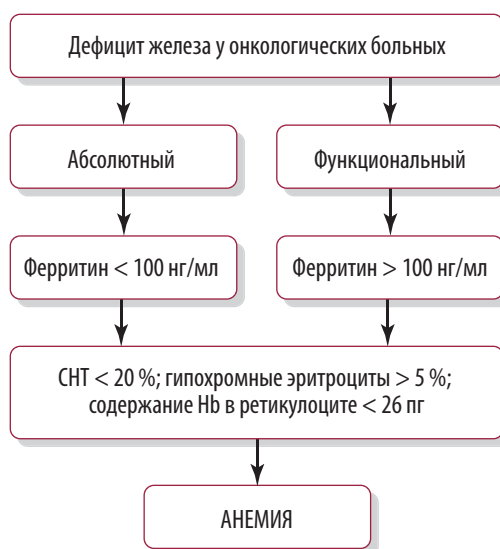 Дефицит железа у онкологических больных
Абсолютный
Функциональный
Ферритин < 100 нг/мл
Ферритин > 100 нг/мл
СНТ < 20 %; гипохромные эритроциты > 5 %;
содержание Hb в ретикулоците < 26 пг
АНЕМИЯ